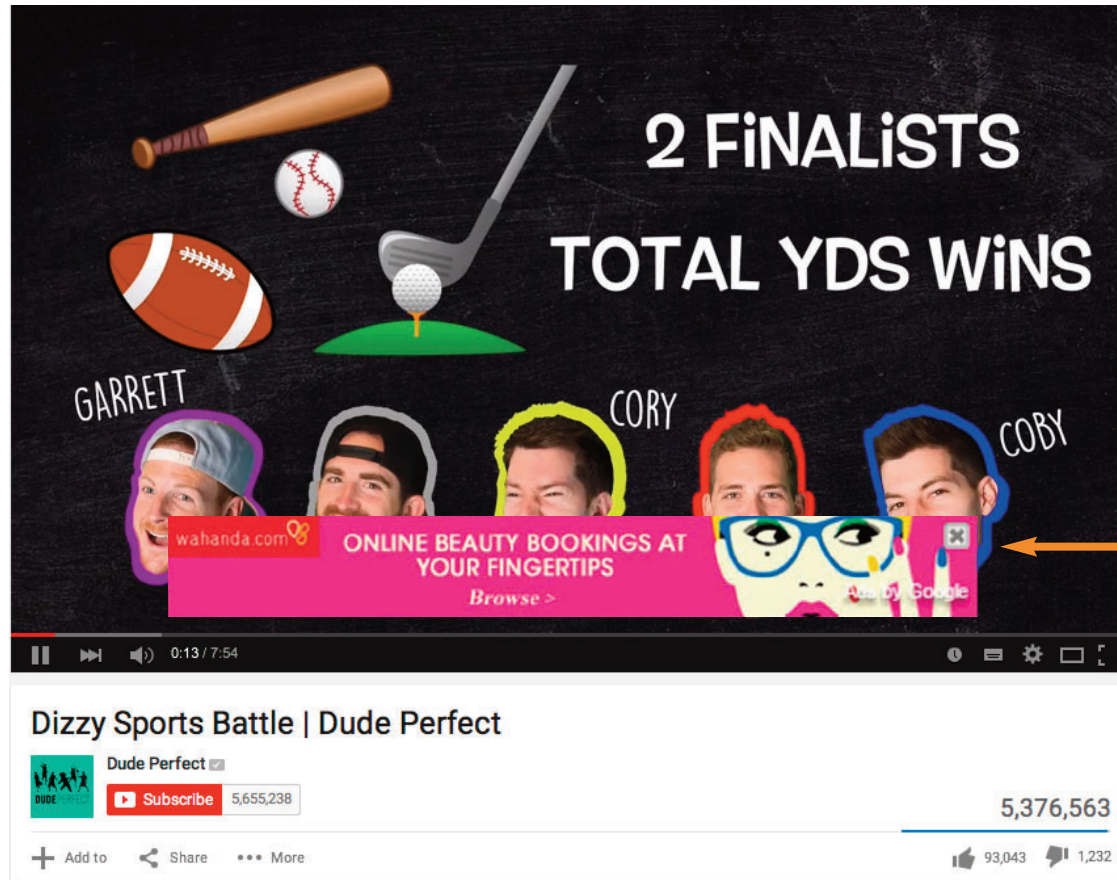 2 FiNALiSTS
TOTAL YDS WiNS
GARRETT
CORY
COBY
wahanda.com
ONLINE BEAUTY BOOKINGS AT
YOUR FINGERTIPS
Browse >
Ads by Google
0:13 / 7:54
Dizzy Sports Battle | Dude Perfect
Dude Perfect
DUDE PERFECT
Subscribe 5,655,238
5,376,563
Add to Share More
93,043 1,232